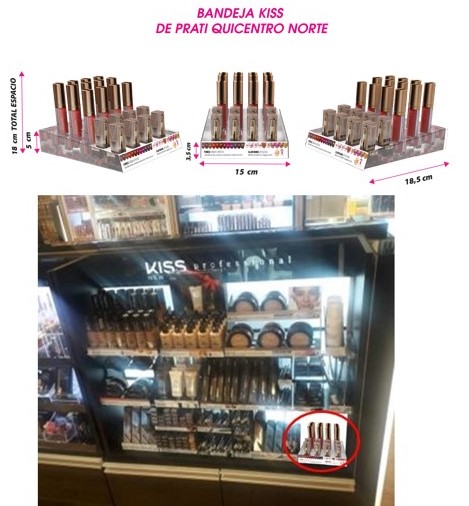 BANDEJA KISS
DE PRATI QUICENTRO NORTE
18 cm TOTAL ESPACIO
5 cm
3,5 cm
15 cm
18,5 cm
KISS professional
NEW